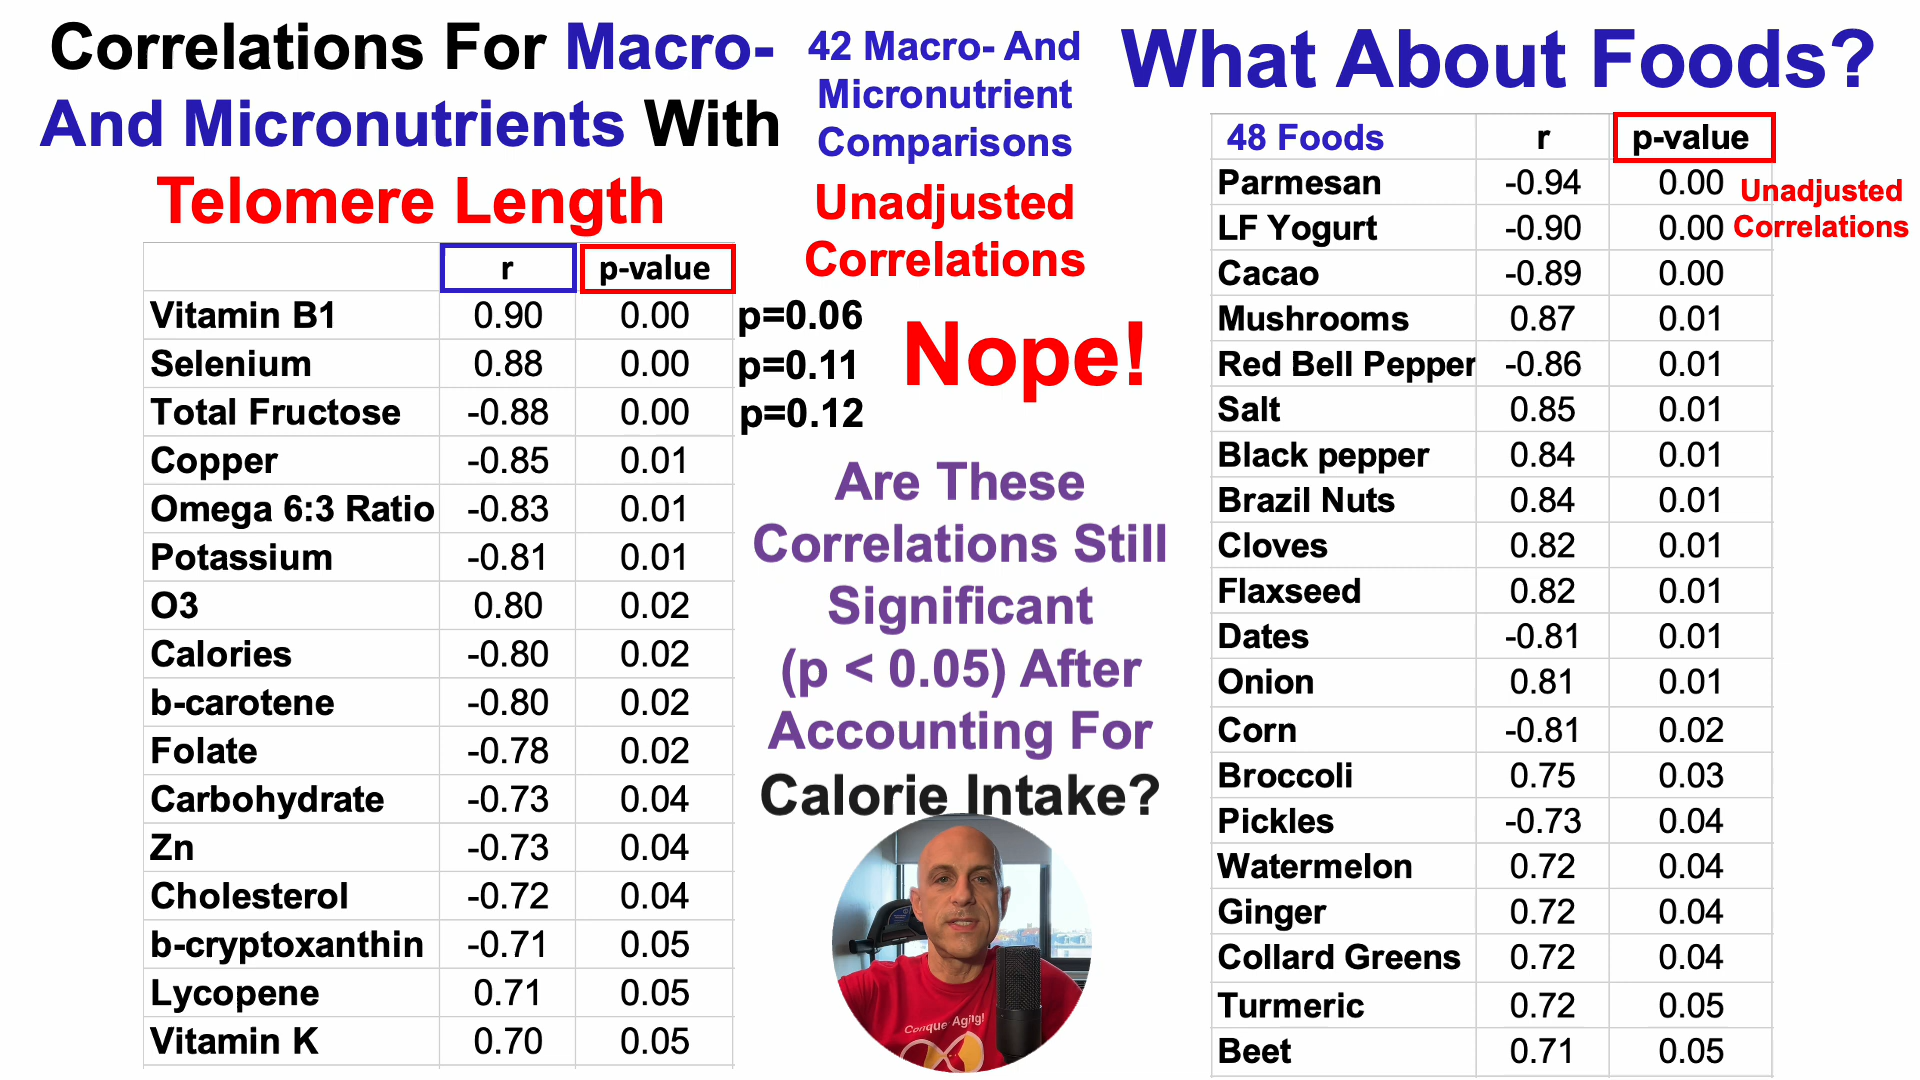 Correlations For Macro-
And Micronutrients With
Telomere Length
r p-value
Vitamin B1 0.90 0.00 p=0.06
Selenium 0.88 0.00 p=0.11
Total Fructose -0.88 0.00 p=0.12
Copper -0.85 0.01
Omega 6:3 Ratio -0.83 0.01
Potassium -0.81 0.01
O3 0.80 0.02
Calories -0.80 0.02
b-carotene -0.80 0.02
Folate -0.78 0.02
Carbohydrate -0.73 0.04
Zn -0.73 0.04
Cholesterol -0.72 0.04
b-cryptoxanthin -0.71 0.05
Lycopene 0.71 0.05
Vitamin K 0.70 0.05
42 Macro- And
Micronutrient
Comparisons
Unadjusted
Correlations
Nope!
Are These
Correlations Still
Significant
(p < 0.05) After
Accounting For
Calorie Intake?
Conque Aging!
What About Foods?
48 Foods r p-value
Parmesan -0.94 0.00
LF Yogurt -0.90 0.00
Cacao -0.89 0.00
Mushrooms 0.87 0.01
Red Bell Pepper -0.86 0.01
Salt 0.85 0.01
Black pepper 0.84 0.01
Brazil Nuts 0.84 0.01
Cloves 0.82 0.01
Flaxseed 0.82 0.01
Dates -0.81 0.01
Onion 0.81 0.01
Corn -0.81 0.02
Broccoli 0.75 0.03
Pickles -0.73 0.04
Watermelon 0.72 0.04
Ginger 0.72 0.04
Collard Greens 0.72 0.04
Turmeric 0.72 0.05
Beet 0.71 0.05
Unadjusted
Correlations